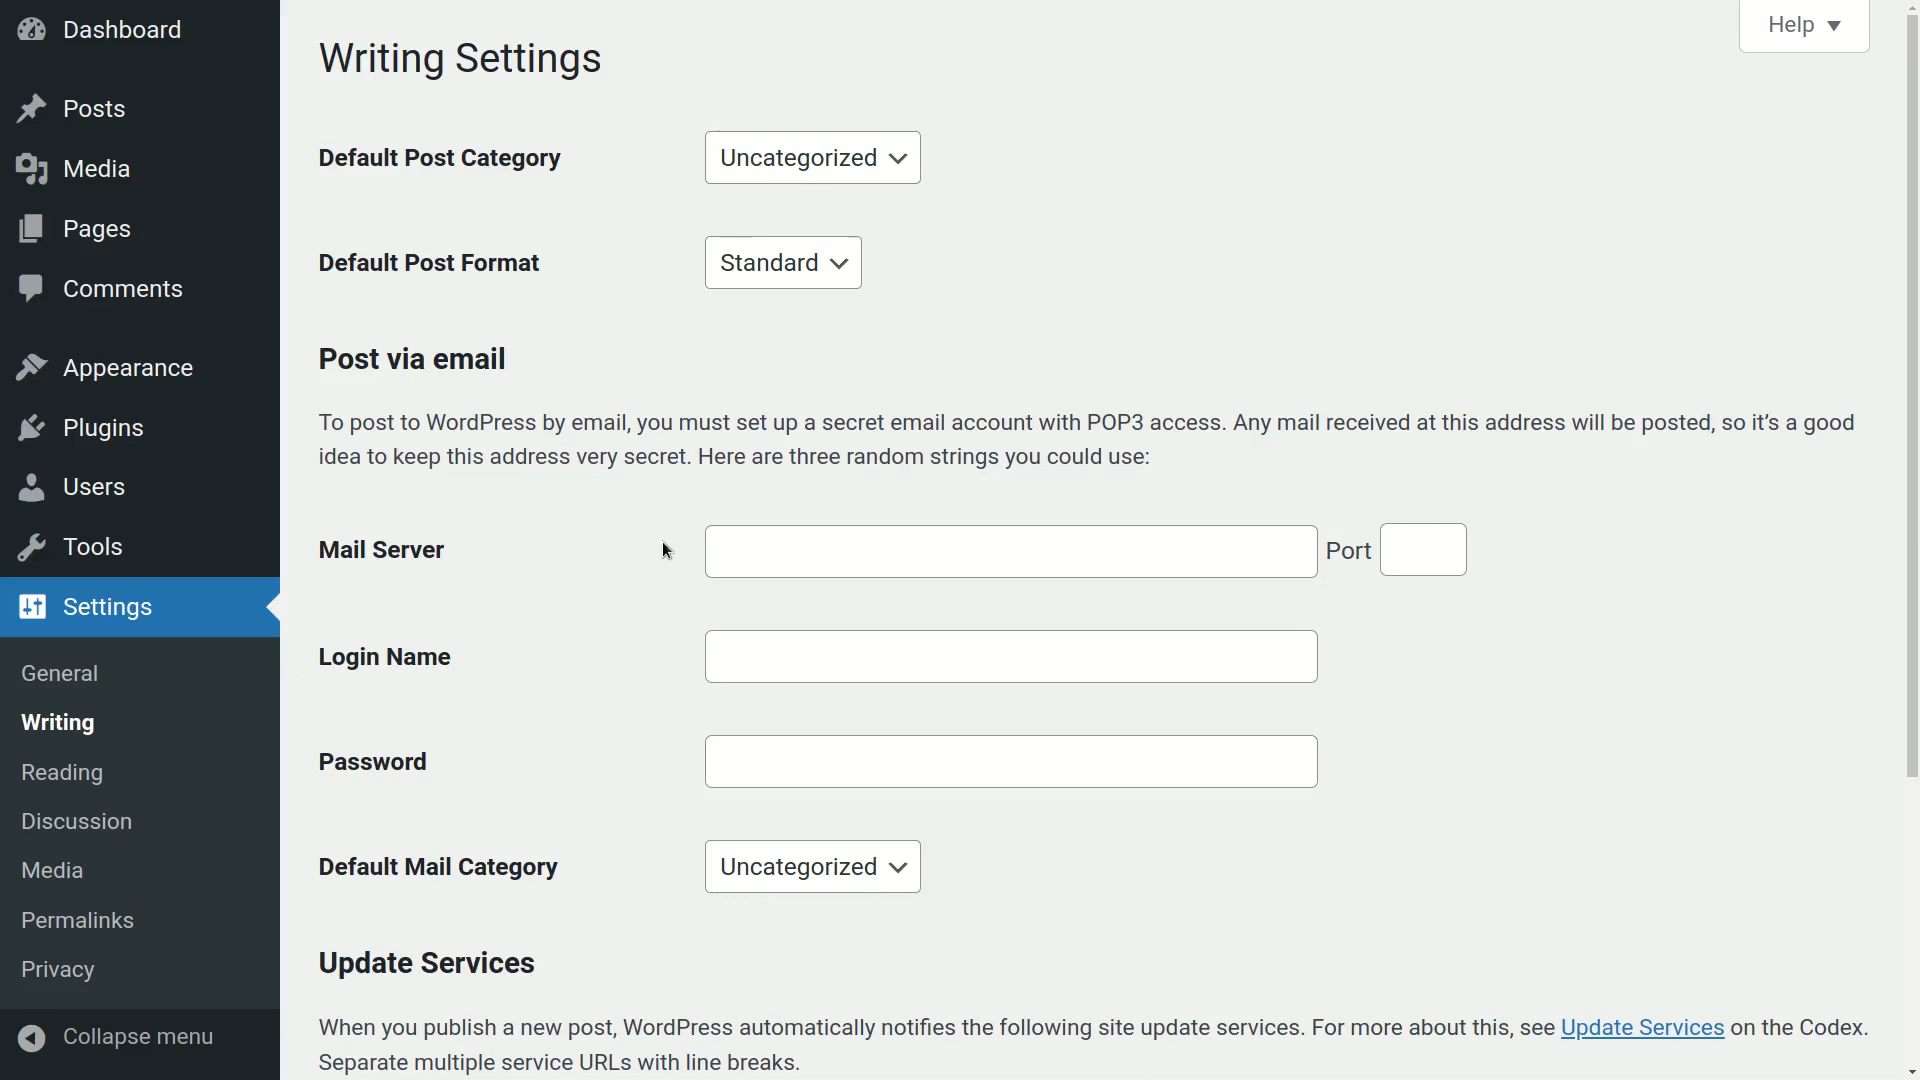 Dashboard
Posts
Media
Pages
Comments
Appearance
Plugins
Users
Tools
Settings
General
Writing
Reading
Discussion
Media
Permalinks
Privacy
Collapse menu
Help
Writing Settings
Default Post Category
Uncategorized
Default Post Format
Standard
Post via email
To post to WordPress by email, you must set up a secret email account with POP3 access. Any mail received at this address will be posted, so it’s a good
idea to keep this address very secret. Here are three random strings you could use:
Mail Server
Port
Login Name
Password
Default Mail Category
Uncategorized
Update Services
When you publish a new post, WordPress automatically notifies the following site update services. For more about this, see Update Services on the Codex.
Separate multiple service URLs with line breaks.